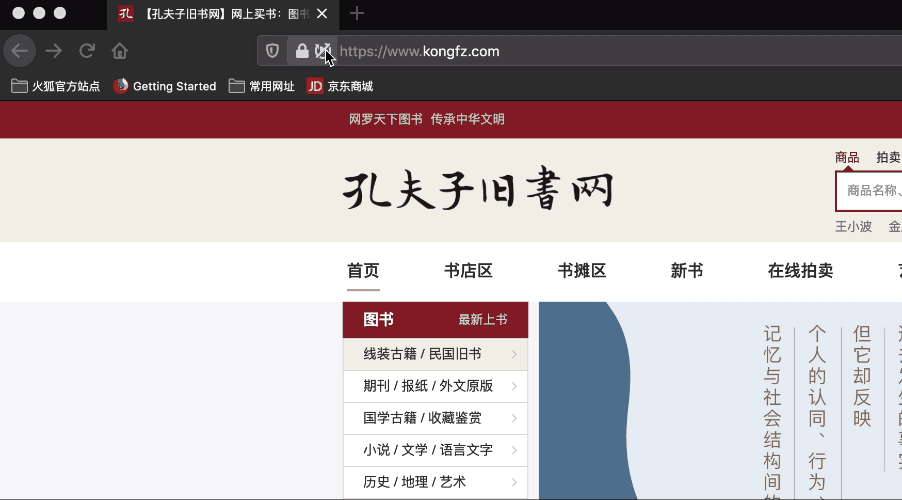 【孔夫子旧书网】网上买书：图书
https://www.kongfz.com
火狐官方站点 Getting Started 常用网址 JD 京东商城
网罗天下图书 传承中华文明
孔夫子旧書网
商品 拍卖
商品名称、
王小波 金
首页 书店区 书摊区 新书 在线拍卖
图书 最新上书
线装古籍 / 民国旧书
期刊 / 报纸 / 外文原版
国学古籍 / 收藏鉴赏
小说 / 文学 / 语言文字
历史 / 地理 / 艺术
但它却反映
个人的认同、行为
记忆与社会结构间的